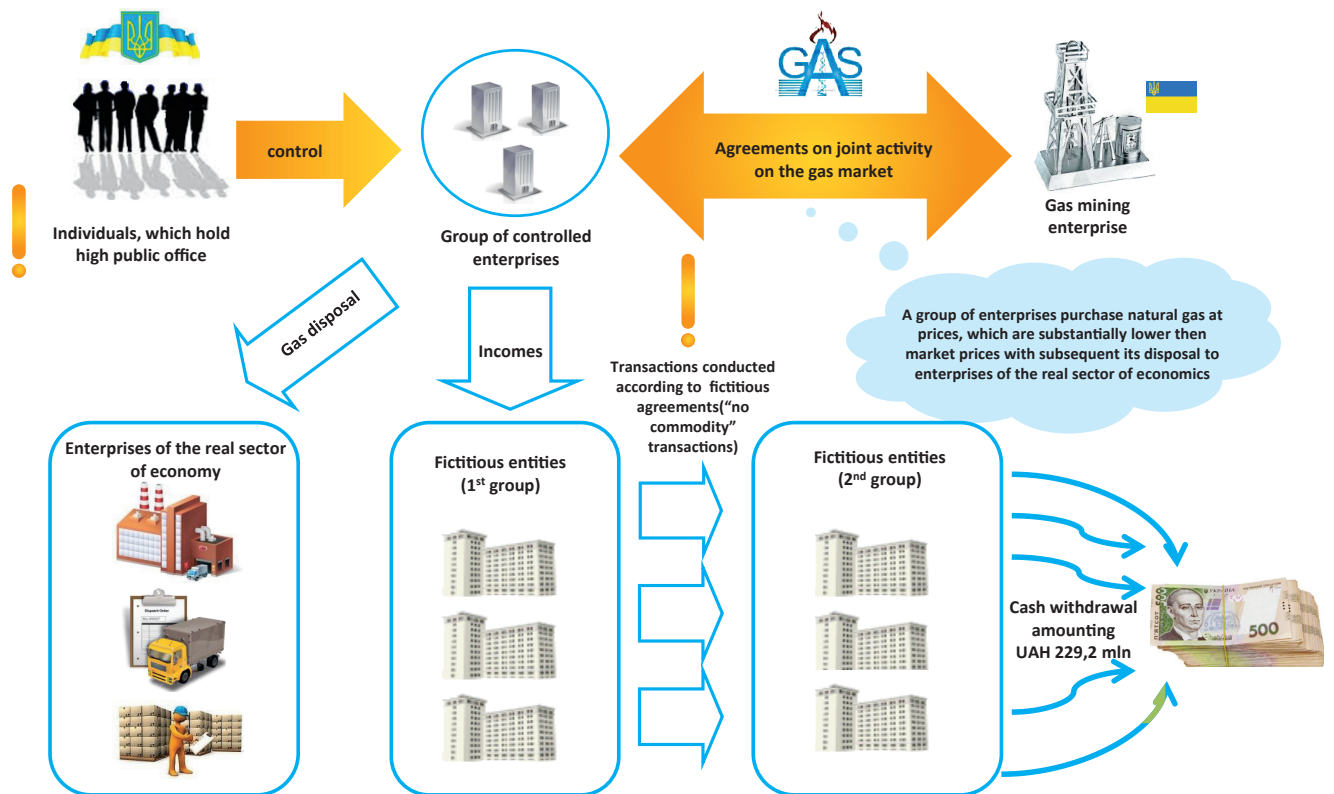 GAS
control
Agreements on joint activity
on the gas market
Individuals, which hold
high public office
Group of controlled
enterprises
Gas mining
enterprise
Gas disposal
Incomes
A group of enterprises purchase natural gas at
prices, which are substantially lower then
market prices with subsequent its disposal to
enterprises of the real sector of economics
Transactions conducted
according to fictitious
agreements(“no
commodity”
transactions)
Enterprises of the real sector
of economy
Dispatch Order
Fictitious entities
(1st group)
Fictitious entities
(2nd group)
Cash withdrawal
amounting
UAH 229,2 mln
500
П'ЯТСОТ
500